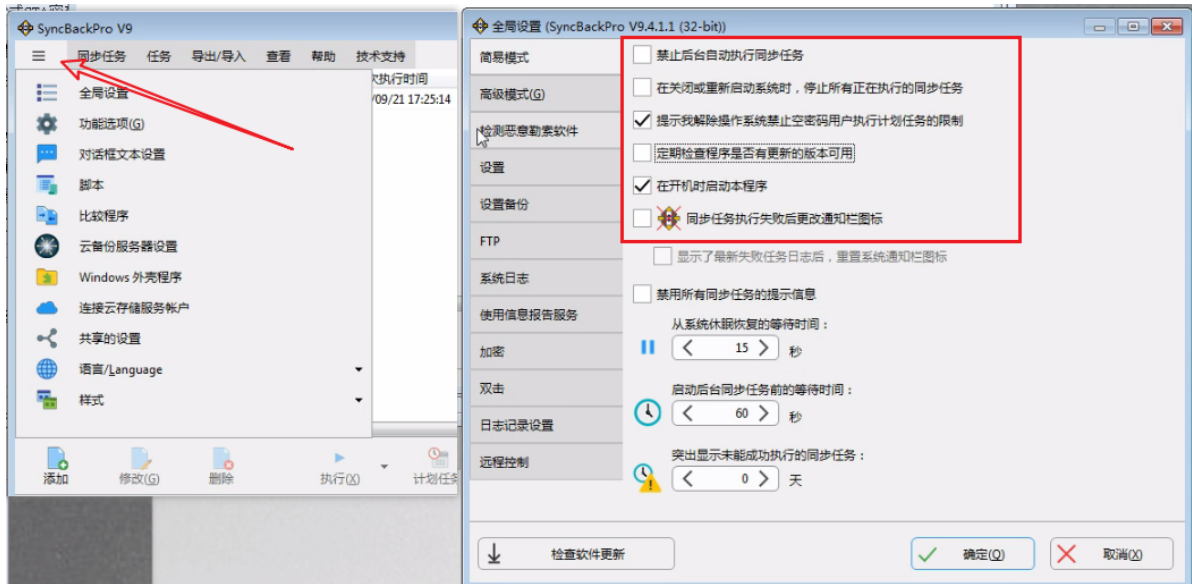 SyncBackPro V9
同步任务 任务 导出/导入 查看 帮助 技术支持
次执行时间
/09/21 17:25:14
全局设置
功能选项(G)
对话框文本设置
脚本
比较程序
云备份服务器设置
Windows 外壳程序
连接云存储服务帐户
共享的设置
语言/Language
样式
添加 修改(G) 删除 执行(X) 计划任务
全局设置 (SyncBackPro V9.4.1.1 (32-bit))
简易模式
高级模式(G)
检测恶意勒索软件
设置
设置备份
FTP
系统日志
使用信息报告服务
加密
双击
日志记录设置
远程控制
禁止后台自动执行同步任务
在关闭或重新启动系统时，停止所有正在执行的同步任务
提示我解除操作系统禁止空密码用户执行计划任务的限制
定期检查程序是否有更新的版本可用
在开机时启动本程序
同步任务执行失败后更改通知栏图标
显示了最新失败任务日志后，重置系统通知栏图标
禁用所有同步任务的提示信息
从系统休眠恢复的等待时间：
15 秒
启动后台同步任务前的等待时间：
60 秒
突出显示未能成功执行的同步任务：
0 天
检查软件更新 确定(O) 取消(X)